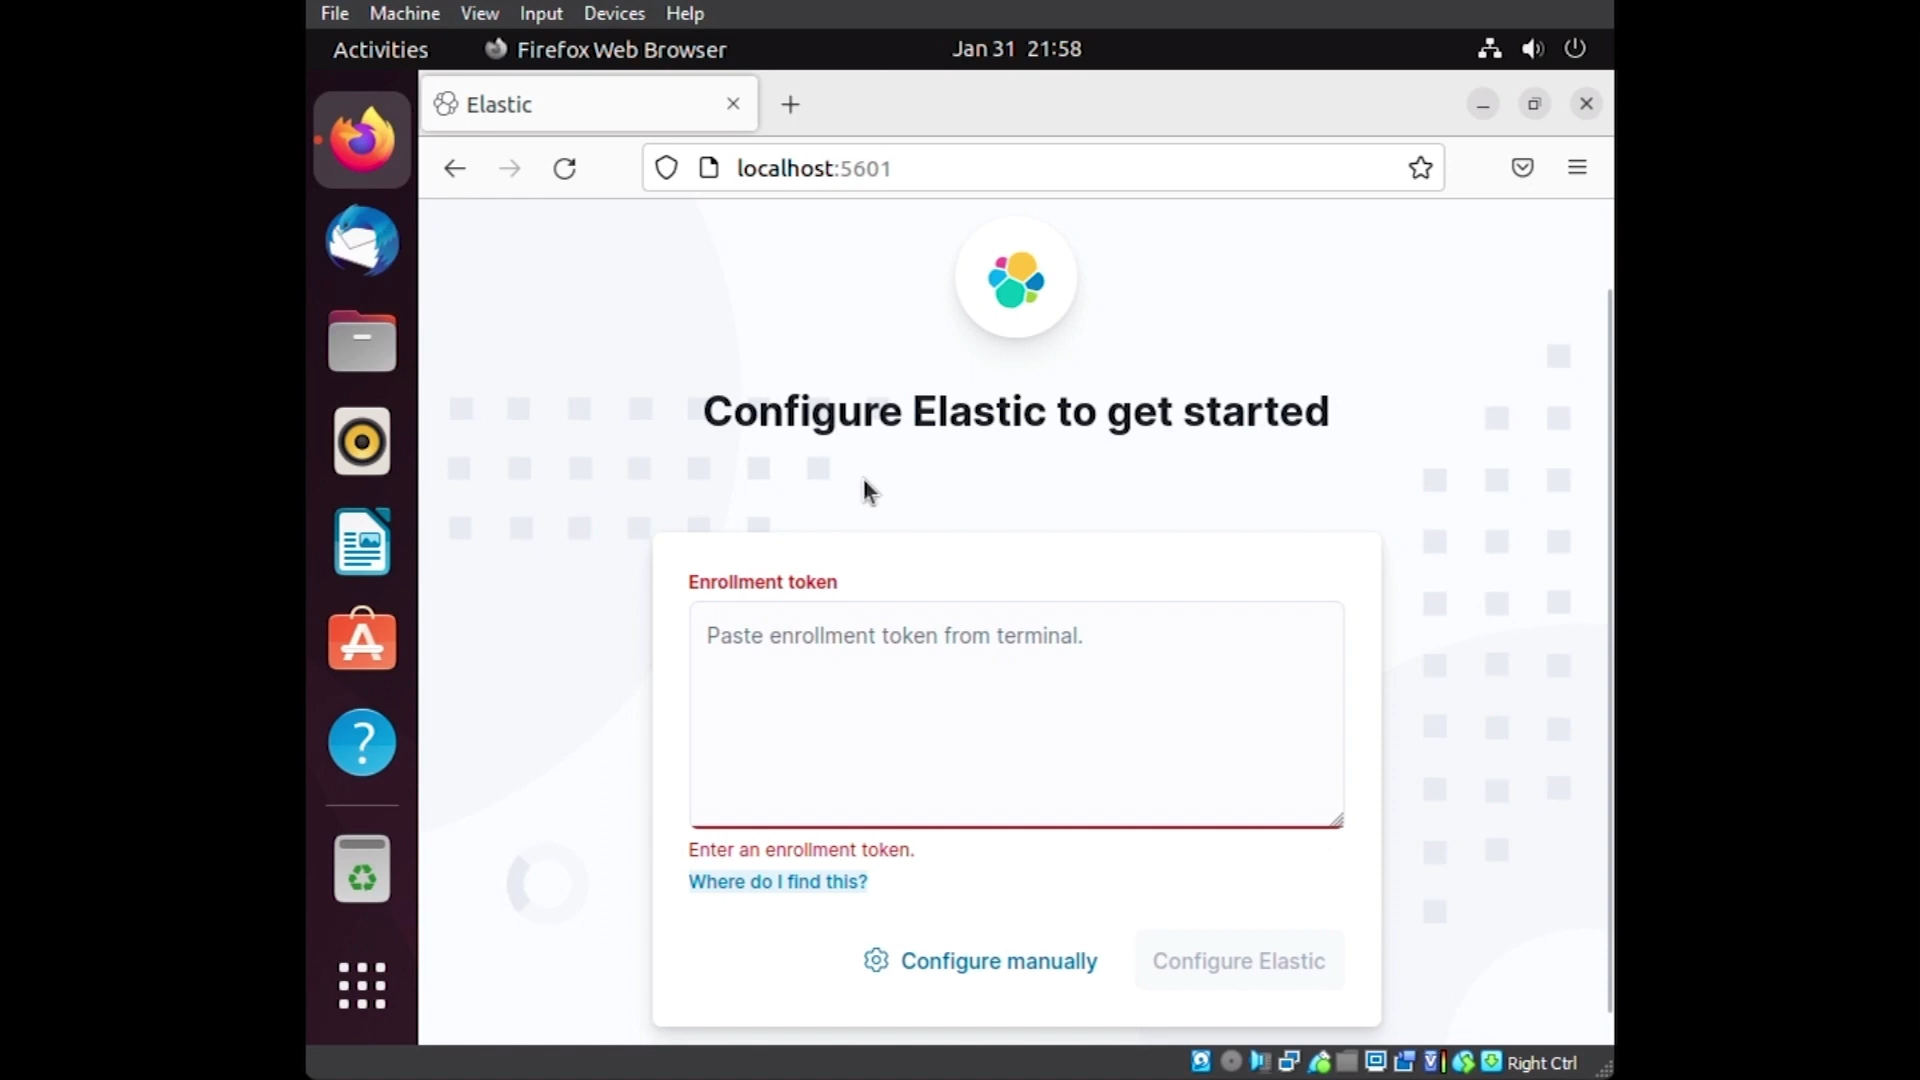 File Machine View Input Devices Help
Activities Firefox Web Browser Jan 31 21:58
Elastic
localhost:5601
Configure Elastic to get started
Enrollment token
Paste enrollment token from terminal.
Enter an enrollment token.
Where do I find this?
Configure manually Configure Elastic
Right Ctrl